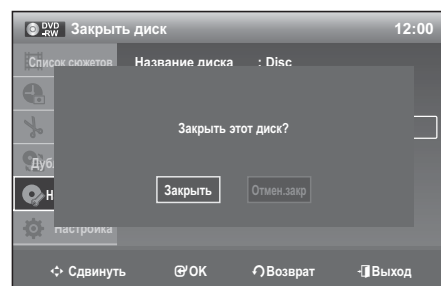 DVD-RW Закрыть диск 12:00
Список сюжетов Название диска : Disc
Закрыть этот диск?
Дуб
Закрыть Отмен.закр
Н
Настройка
Сдвинуть OK Возврат Выход